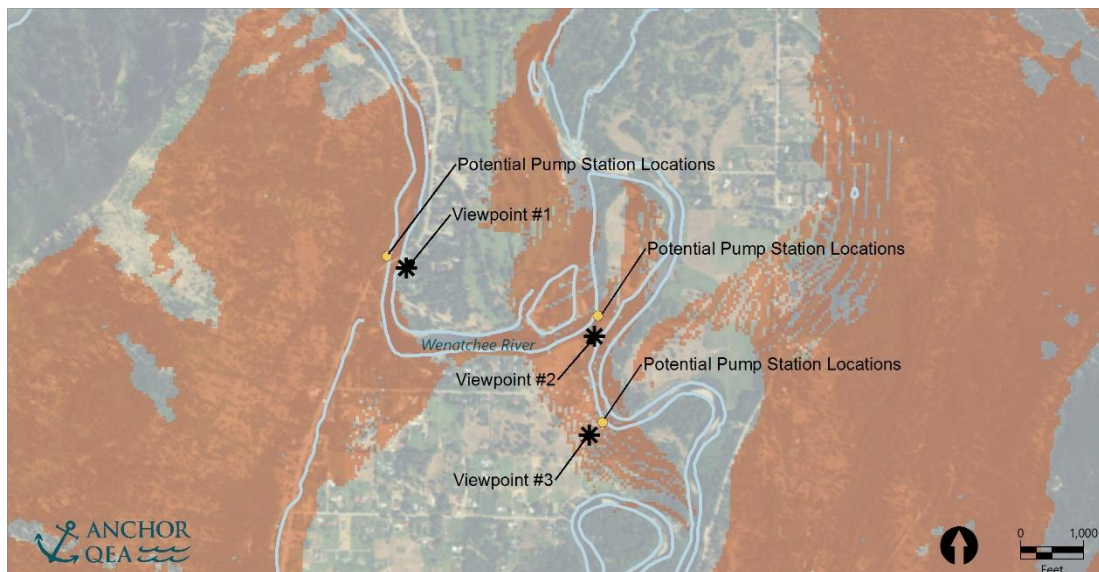 Potential Pump Station Locations
Viewpoint #1
Potential Pump Station Locations
Wenatchee River
Potential Pump Station Locations
Viewpoint #2
Viewpoint #3
ANCHOR
QEA
0 1,000
Feet